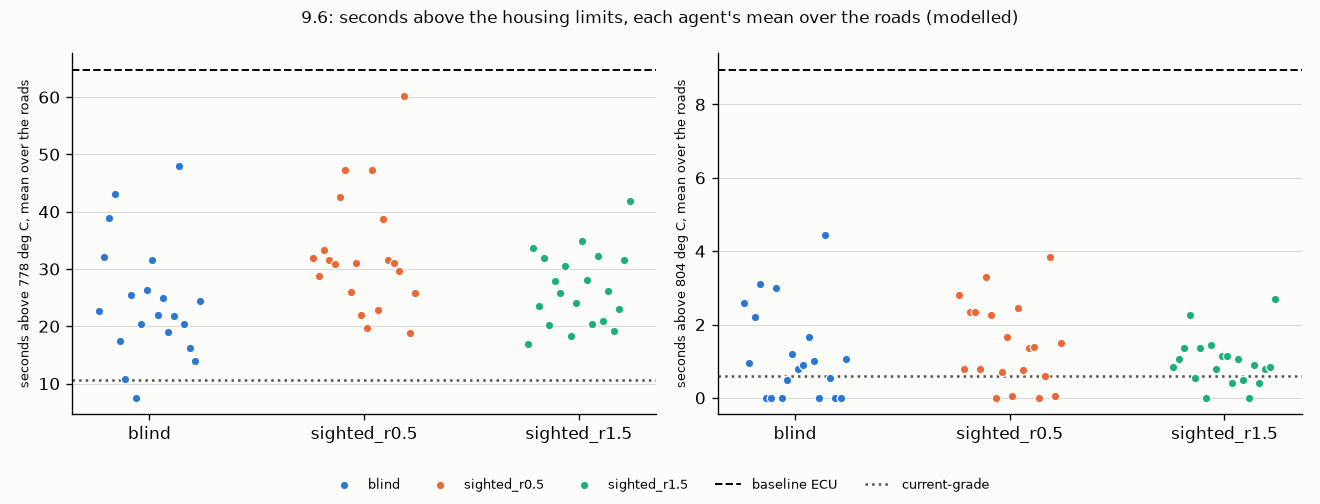 9.6: seconds above the housing limits, each agent's mean over the roads (modelled)
seconds above 778 deg C, mean over the roads
60
50
40
30
20
10
blind
sighted_r0.5
sighted_r1.5
seconds above 804 deg C, mean over the roads
8
6
4
2
0
blind
sighted_r0.5
sighted_r1.5
blind sighted_r0.5 sighted_r1.5 baseline ECU current-grade